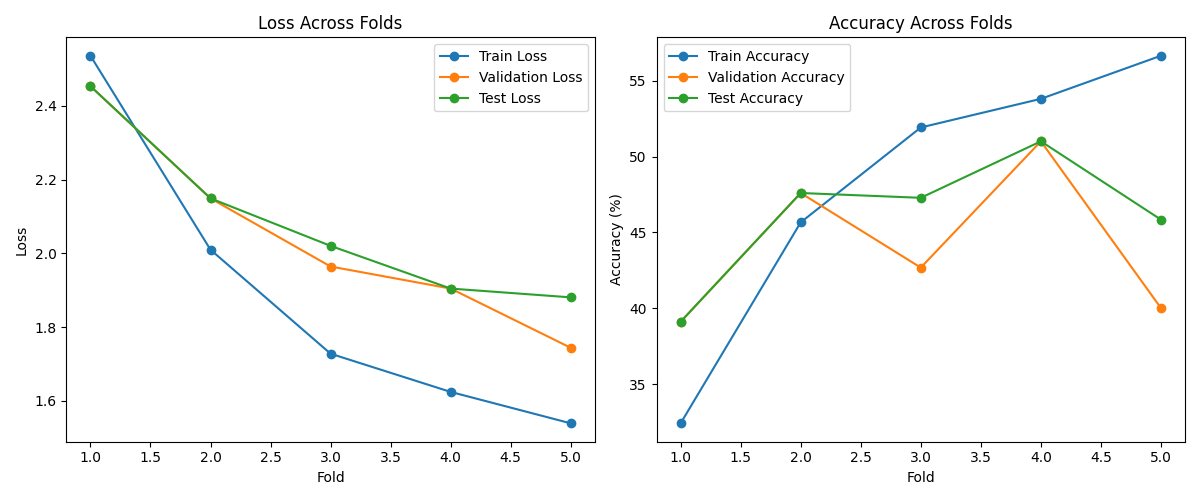 Loss Across Folds
Train Loss
Validation Loss
Test Loss
2.4
2.2
2.0
1.8
1.6
Loss
1.0 1.5 2.0 2.5 3.0 3.5 4.0 4.5 5.0
Fold
Accuracy Across Folds
Train Accuracy
Validation Accuracy
Test Accuracy
55
50
45
40
35
Accuracy (%)
1.0 1.5 2.0 2.5 3.0 3.5 4.0 4.5 5.0
Fold